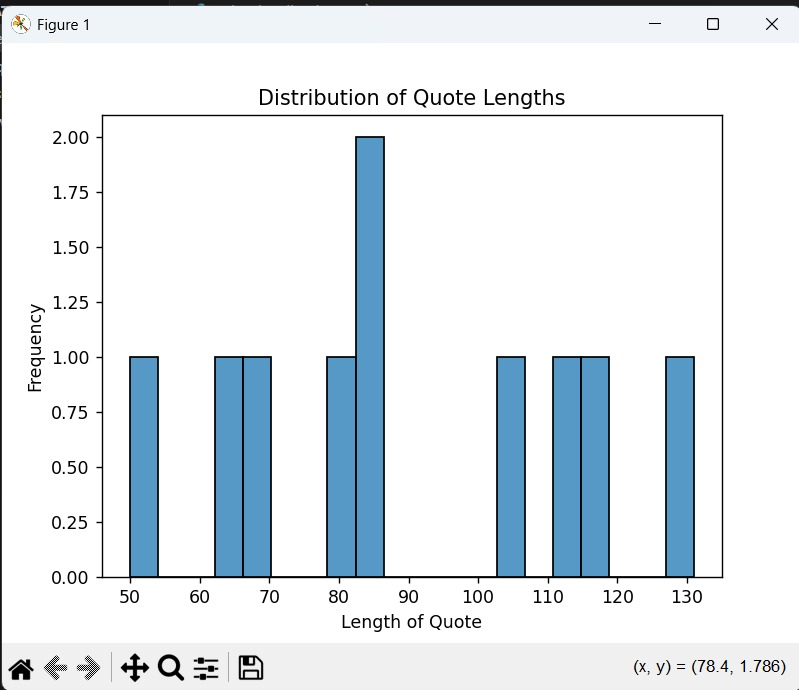 Figure 1
Distribution of Quote Lengths
2.00
1.75
1.50
1.25
1.00
0.75
0.50
0.25
0.00
Frequency
50 60 70 80 90 100 110 120 130
Length of Quote
(x, y) = (78.4, 1.786)